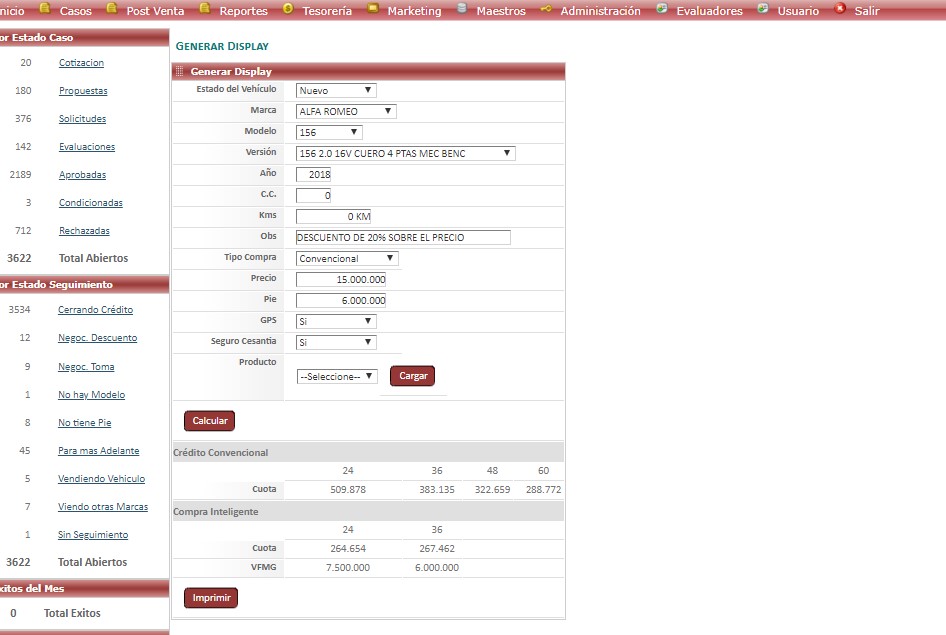 nicio Casos Post Venta Reportes Tesorería Marketing Maestros Administración Evaluadores Usuario Salir
or Estado Caso
20 Cotizacion
180 Propuestas
376 Solicitudes
142 Evaluaciones
2189 Aprobadas
3 Condicionadas
712 Rechazadas
3622 Total Abiertos
or Estado Seguimiento
3534 Cerrando Crédito
12 Negoc. Descuento
9 Negoc. Toma
1 No hay Modelo
8 No tiene Pie
45 Para mas Adelante
5 Vendiendo Vehiculo
7 Viendo otras Marcas
1 Sin Seguimiento
3622 Total Abiertos
xitos del Mes
0 Total Exitos
GENERAR DISPLAY
Generar Display
Estado del Vehículo Nuevo
Marca ALFA ROMEO
Modelo 156
Versión 156 2.0 16V CUERO 4 PTAS MEC BENC
Año 2018
C.C. 0
Kms 0 KM
Obs DESCUENTO DE 20% SOBRE EL PRECIO
Tipo Compra Convencional
Precio 15.000.000
Pie 6.000.000
GPS Si
Seguro Cesantia Si
Producto --Seleccione-- Cargar
Calcular
Crédito Convencional
24 36 48 60
Cuota 509.878 383.135 322.659 288.772
Compra Inteligente
24 36
Cuota 264.654 267.462
VFMG 7.500.000 6.000.000
Imprimir